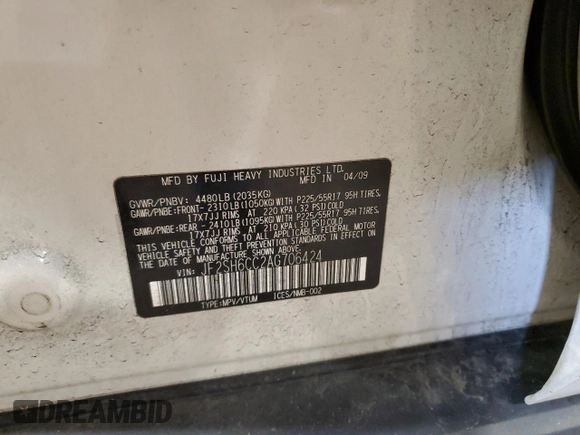 MFD BY FUJI HEAVY INDUSTRIES LTD.
MFD IN 04/09
GVWR/PNBV: 4480LB(2035KG)
GAWR/PNBE:FRONT- 2310LB(1050KG)WITH P225/55R17 95H TIRES,
17X7JJ RIMS AT 220 KPA( 32 PSI)COLD
GAWR/PNBE:REAR - 2410LB(1095KG)WITH P225/55R17 95H TIRES,
17X7JJ RIMS AT 210 KPA( 30 PSI)COLD
THIS VEHICLE CONFORMS TO ALL APPLICABLE FEDERAL MOTOR
VEHICLE SAFETY STANDARDS IN EFFECT ON THE DATE OF
MANUFACTURE SHOWN ABOVE
VIN: JF2SH6CC2AG706424
TYPE:MPV/VTUM ICES/NMB-002
DREAMBID